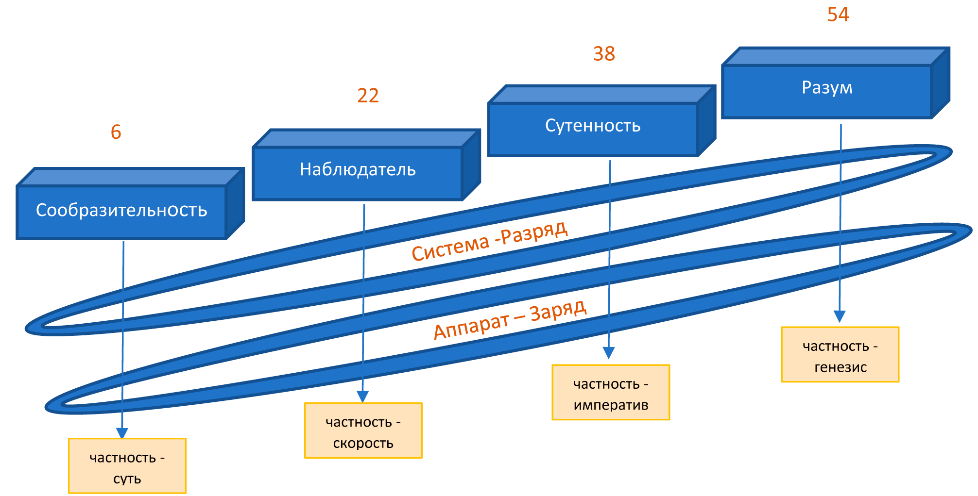 54
38
22
6
Разум
Сутенность
Наблюдатель
Сообразительность
Система -Разряд
Аппарат – Заряд
частность -
генезис
частность -
императив
частность -
скорость
частность -
суть